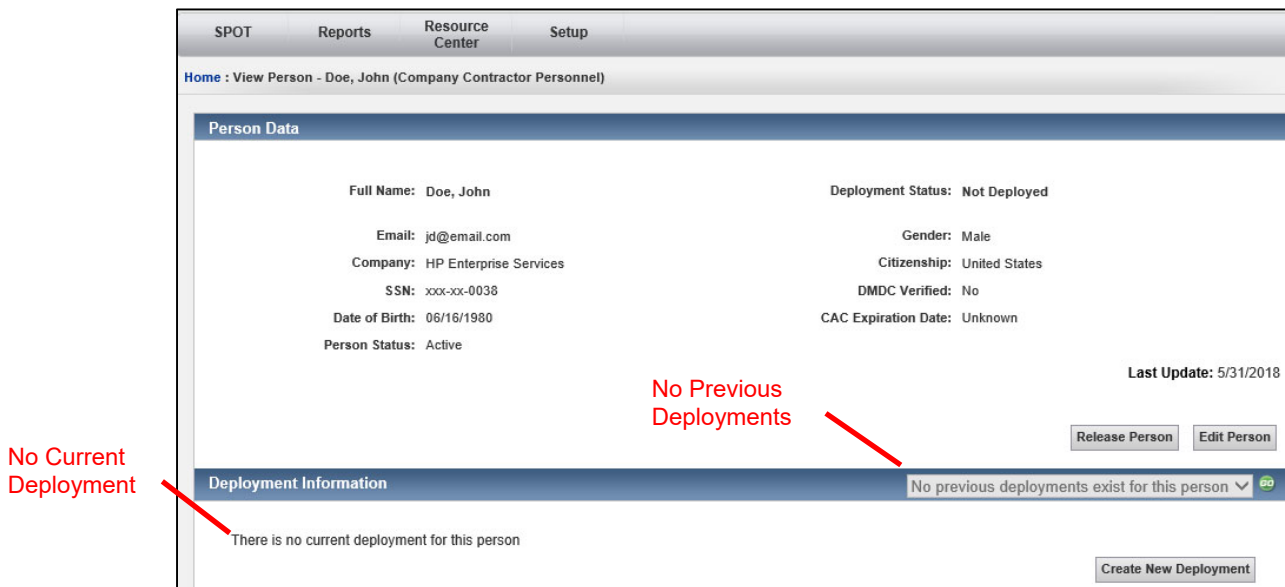 SPOT Reports Resource Center Setup
Home : View Person - Doe, John (Company Contractor Personnel)
Person Data
Full Name: Doe, John Deployment Status: Not Deployed
Email: jd@email.com Gender: Male
Company: HP Enterprise Services Citizenship: United States
SSN: xxx-xx-0038 DMDC Verified: No
Date of Birth: 06/16/1980 CAC Expiration Date: Unknown
Person Status: Active
Last Update: 5/31/2018
No Previous
Deployments
Release Person Edit Person
No Current
Deployment
Deployment Information No previous deployments exist for this person GO
There is no current deployment for this person
Create New Deployment